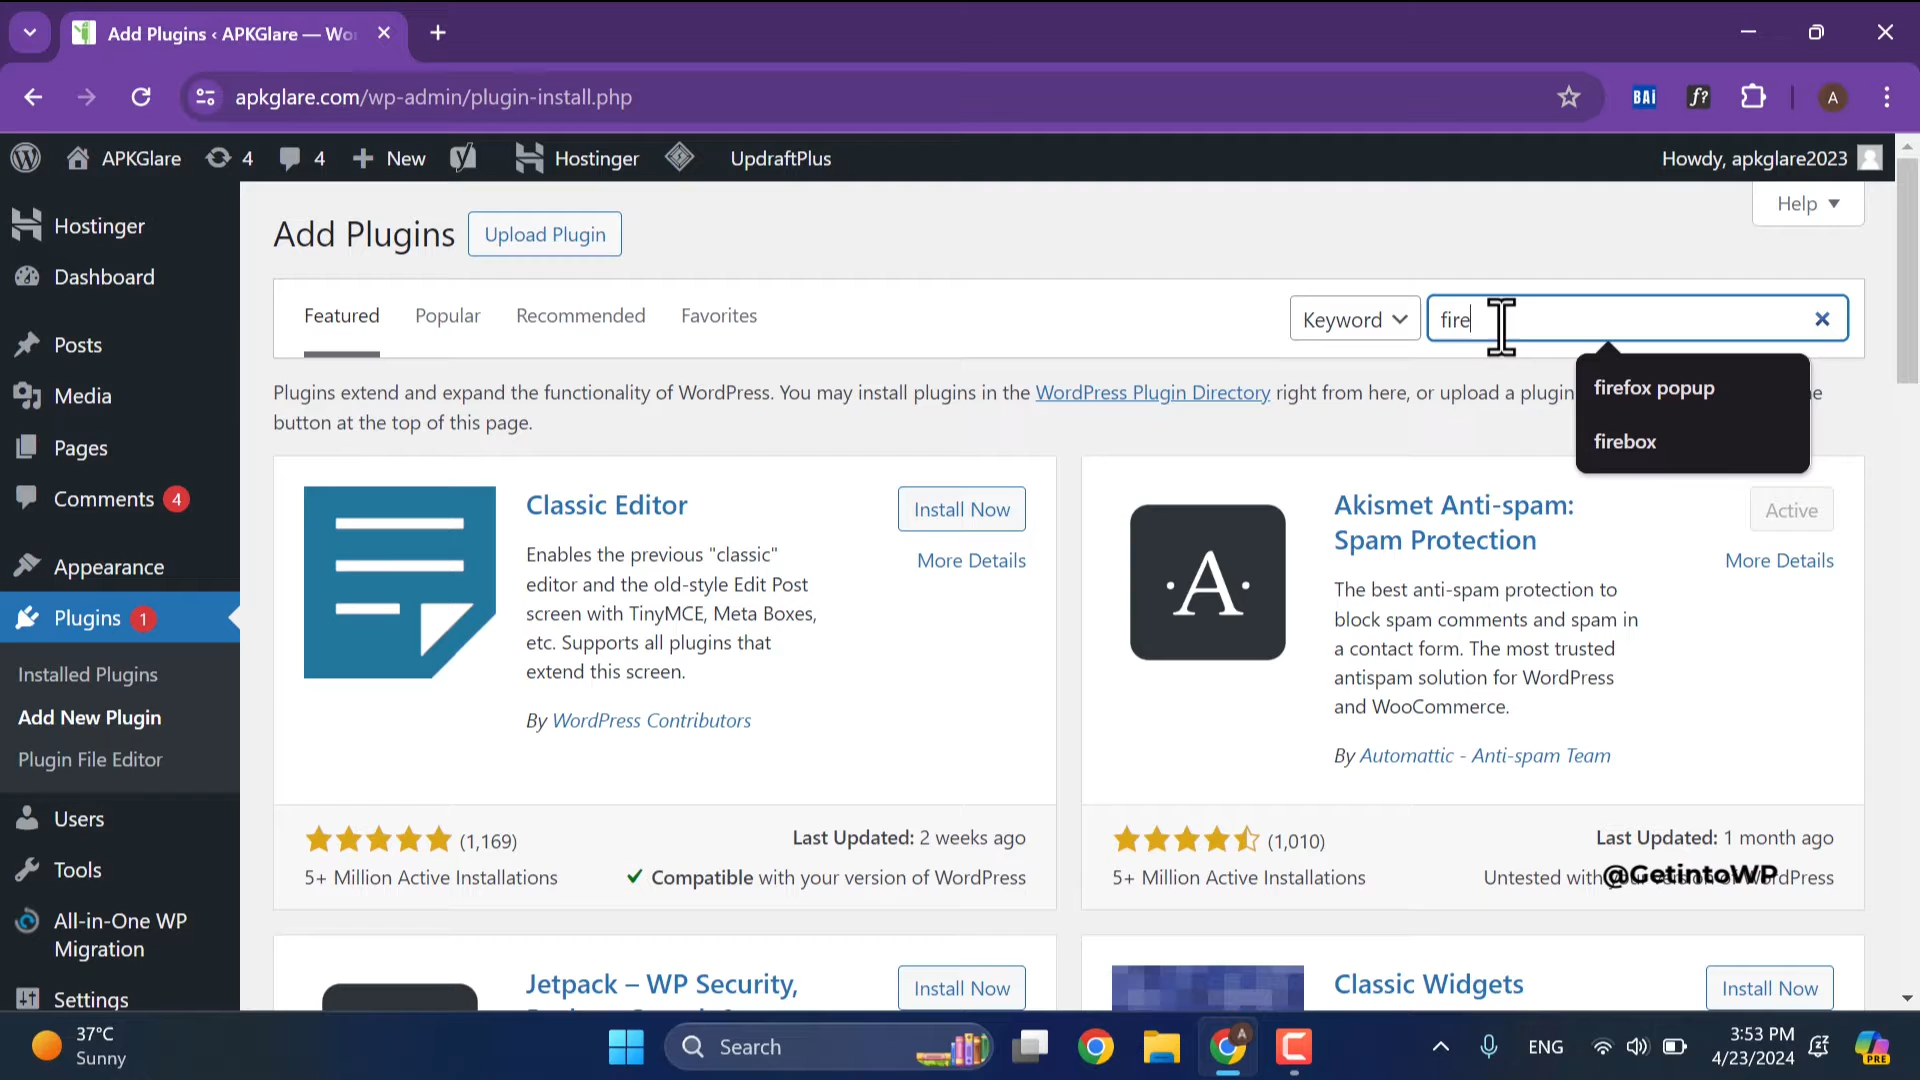 Add Plugins ‹ APKGlare — Wo
apkglare.com/wp-admin/plugin-install.php
BAi
f?
A
APKGlare
4
4
New
Hostinger
UpdraftPlus
Howdy, apkglare2023
Hostinger
Dashboard
Posts
Media
Pages
Comments 4
Appearance
Plugins 1
Installed Plugins
Add New Plugin
Plugin File Editor
Users
Tools
All-in-One WP
Migration
Settings
Help
Add Plugins
Upload Plugin
Featured
Popular
Recommended
Favorites
Keyword
fire
firefox popup
firebox
Plugins extend and expand the functionality of WordPress. You may install plugins in the WordPress Plugin Directory right from here, or upload a plugin
button at the top of this page.
Classic Editor
Install Now
More Details
Enables the previous "classic"
editor and the old-style Edit Post
screen with TinyMCE, Meta Boxes,
etc. Supports all plugins that
extend this screen.
By WordPress Contributors
(1,169)
Last Updated: 2 weeks ago
5+ Million Active Installations
Compatible with your version of WordPress
·A·
Akismet Anti-spam:
Spam Protection
Active
More Details
The best anti-spam protection to
block spam comments and spam in
a contact form. The most trusted
antispam solution for WordPress
and WooCommerce.
By Automattic - Anti-spam Team
(1,010)
Last Updated: 1 month ago
5+ Million Active Installations
Untested with your version of WordPress
@GetintoWP
Jetpack – WP Security,
Install Now
Classic Widgets
Install Now
37°C
Sunny
Search
A
ENG
3:53 PM
4/23/2024
PRE